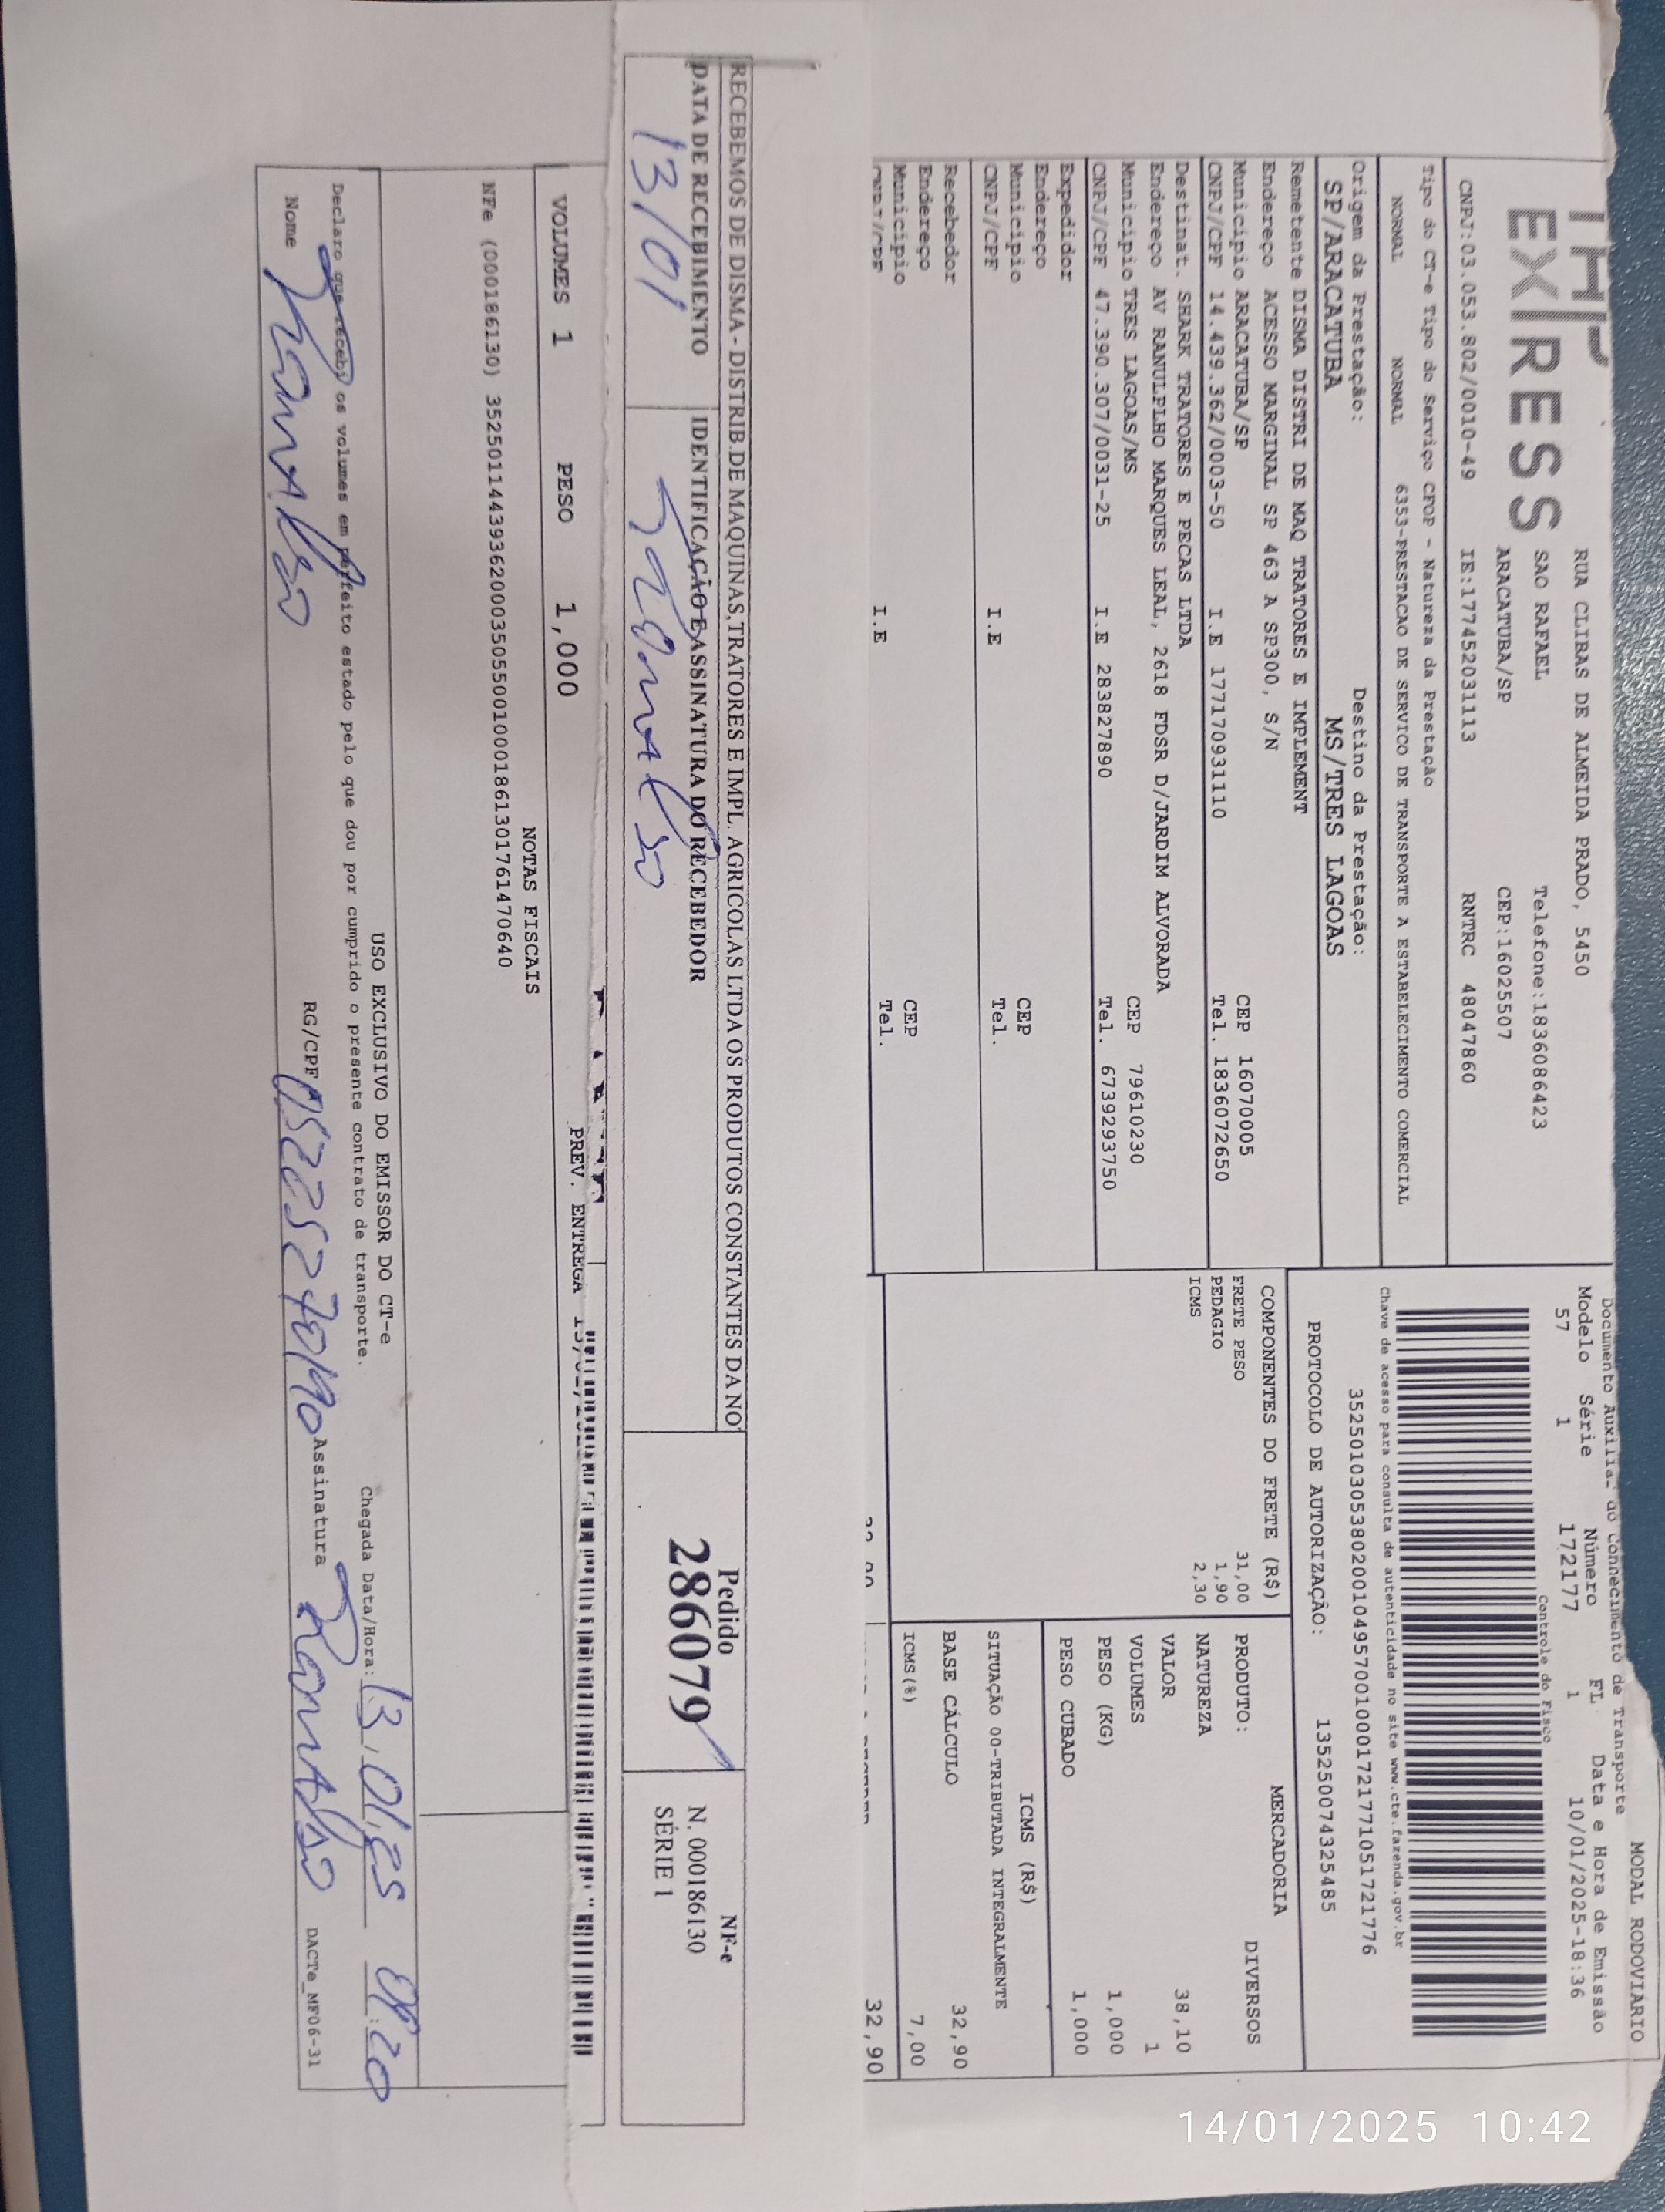 EXPRESS
RUA CLIBAS DE ALMEIDA PRADO, 5450
SAO RAFAEL Telefone:1836086423
ARACATUBA/SP CEP:16025507
CNPJ:03.053.802/0010-49 IE:177452031113 RNTRC 48047860
Tipo do CT-e Tipo do Serviço CFOP - Natureza da Prestação
NORMAL NORMAL 6353-PRESTACAO DE SERVICO DE TRANSPORTE A ESTABELECIMENTO COMERCIAL
Origem da Prestação: Destino da Prestação:
SP/ARACATUBA MS/TRES LAGOAS
Remetente DISMA DISTRI DE MAQ TRATORES E IMPLEMENT
Endereço ACESSO MARGINAL SP 463 A SP300, S/N
Município ARACATUBA/SP CEP 16070005
CNPJ/CPF 14.439.362/0003-50 I.E 177170931110 Tel. 1836072650
Destinat. SHARK TRATORES E PECAS LTDA
Endereço AV RANULPLHO MARQUES LEAL, 2618 FDSR D/JARDIM ALVORADA
Município TRES LAGOAS/MS CEP 79610230
CNPJ/CPF 47.390.307/0031-25 I.E 283827890 Tel. 6739293750
Expedidor
Endereço
Município CEP
CNPJ/CPF I.E Tel.
Recebedor
Endereço
Município CEP
CNPJ/CPF I.E Tel.
MODAL RODOVIÁRIO
Documento Auxiliar do Conhecimento de Transporte
Modelo Série Número FL Data e Hora de Emissão
57 1 172177 1 10/01/2025-18:36
Controle do Fisco
Chave de acesso para consulta de autenticidade no site www.cte.fazenda.gov.br
35250103053802001049570010001721771051721776
PROTOCOLO DE AUTORIZAÇÃO: 135250074325485
COMPONENTES DO FRETE (R$)
FRETE PESO 31,00
PEDAGIO 1,90
ICMS 2,30
MERCADORIA
PRODUTO: DIVERSOS
NATUREZA
VALOR 38,10
VOLUMES 1
PESO (KG) 1,000
PESO CUBADO 1,000
ICMS (R$)
SITUAÇÃO 00-TRIBUTADA INTEGRALMENTE
BASE CÁLCULO 32,90
ICMS(%) 7,00
32,90
RECEBEMOS DE DISMA - DISTRIB.DE MAQUINAS,TRATORES E IMPL. AGRICOLAS LTDA OS PRODUTOS CONSTANTES DA NO
DATA DE RECEBIMENTO IDENTIFICAÇÃO E ASSINATURA DO RECEBEDOR
13/01
Pedido
286079
NF-e
N. 000186130
SÉRIE 1
VOLUMES 1 PESO 1,000 PREV. ENTREGA
NOTAS FISCAIS
NFe (000186130) 35250114439362000350550010001861301761470640
USO EXCLUSIVO DO EMISSOR DO CT-e
Declaro que recebi os volumes em perfeito estado pelo que dou por cumprido o presente contrato de transporte. Chegada Data/Hora: 13/01/25
Nome RG/CPF Assinatura
DACTe_MF06-31
14/01/2025 10:42